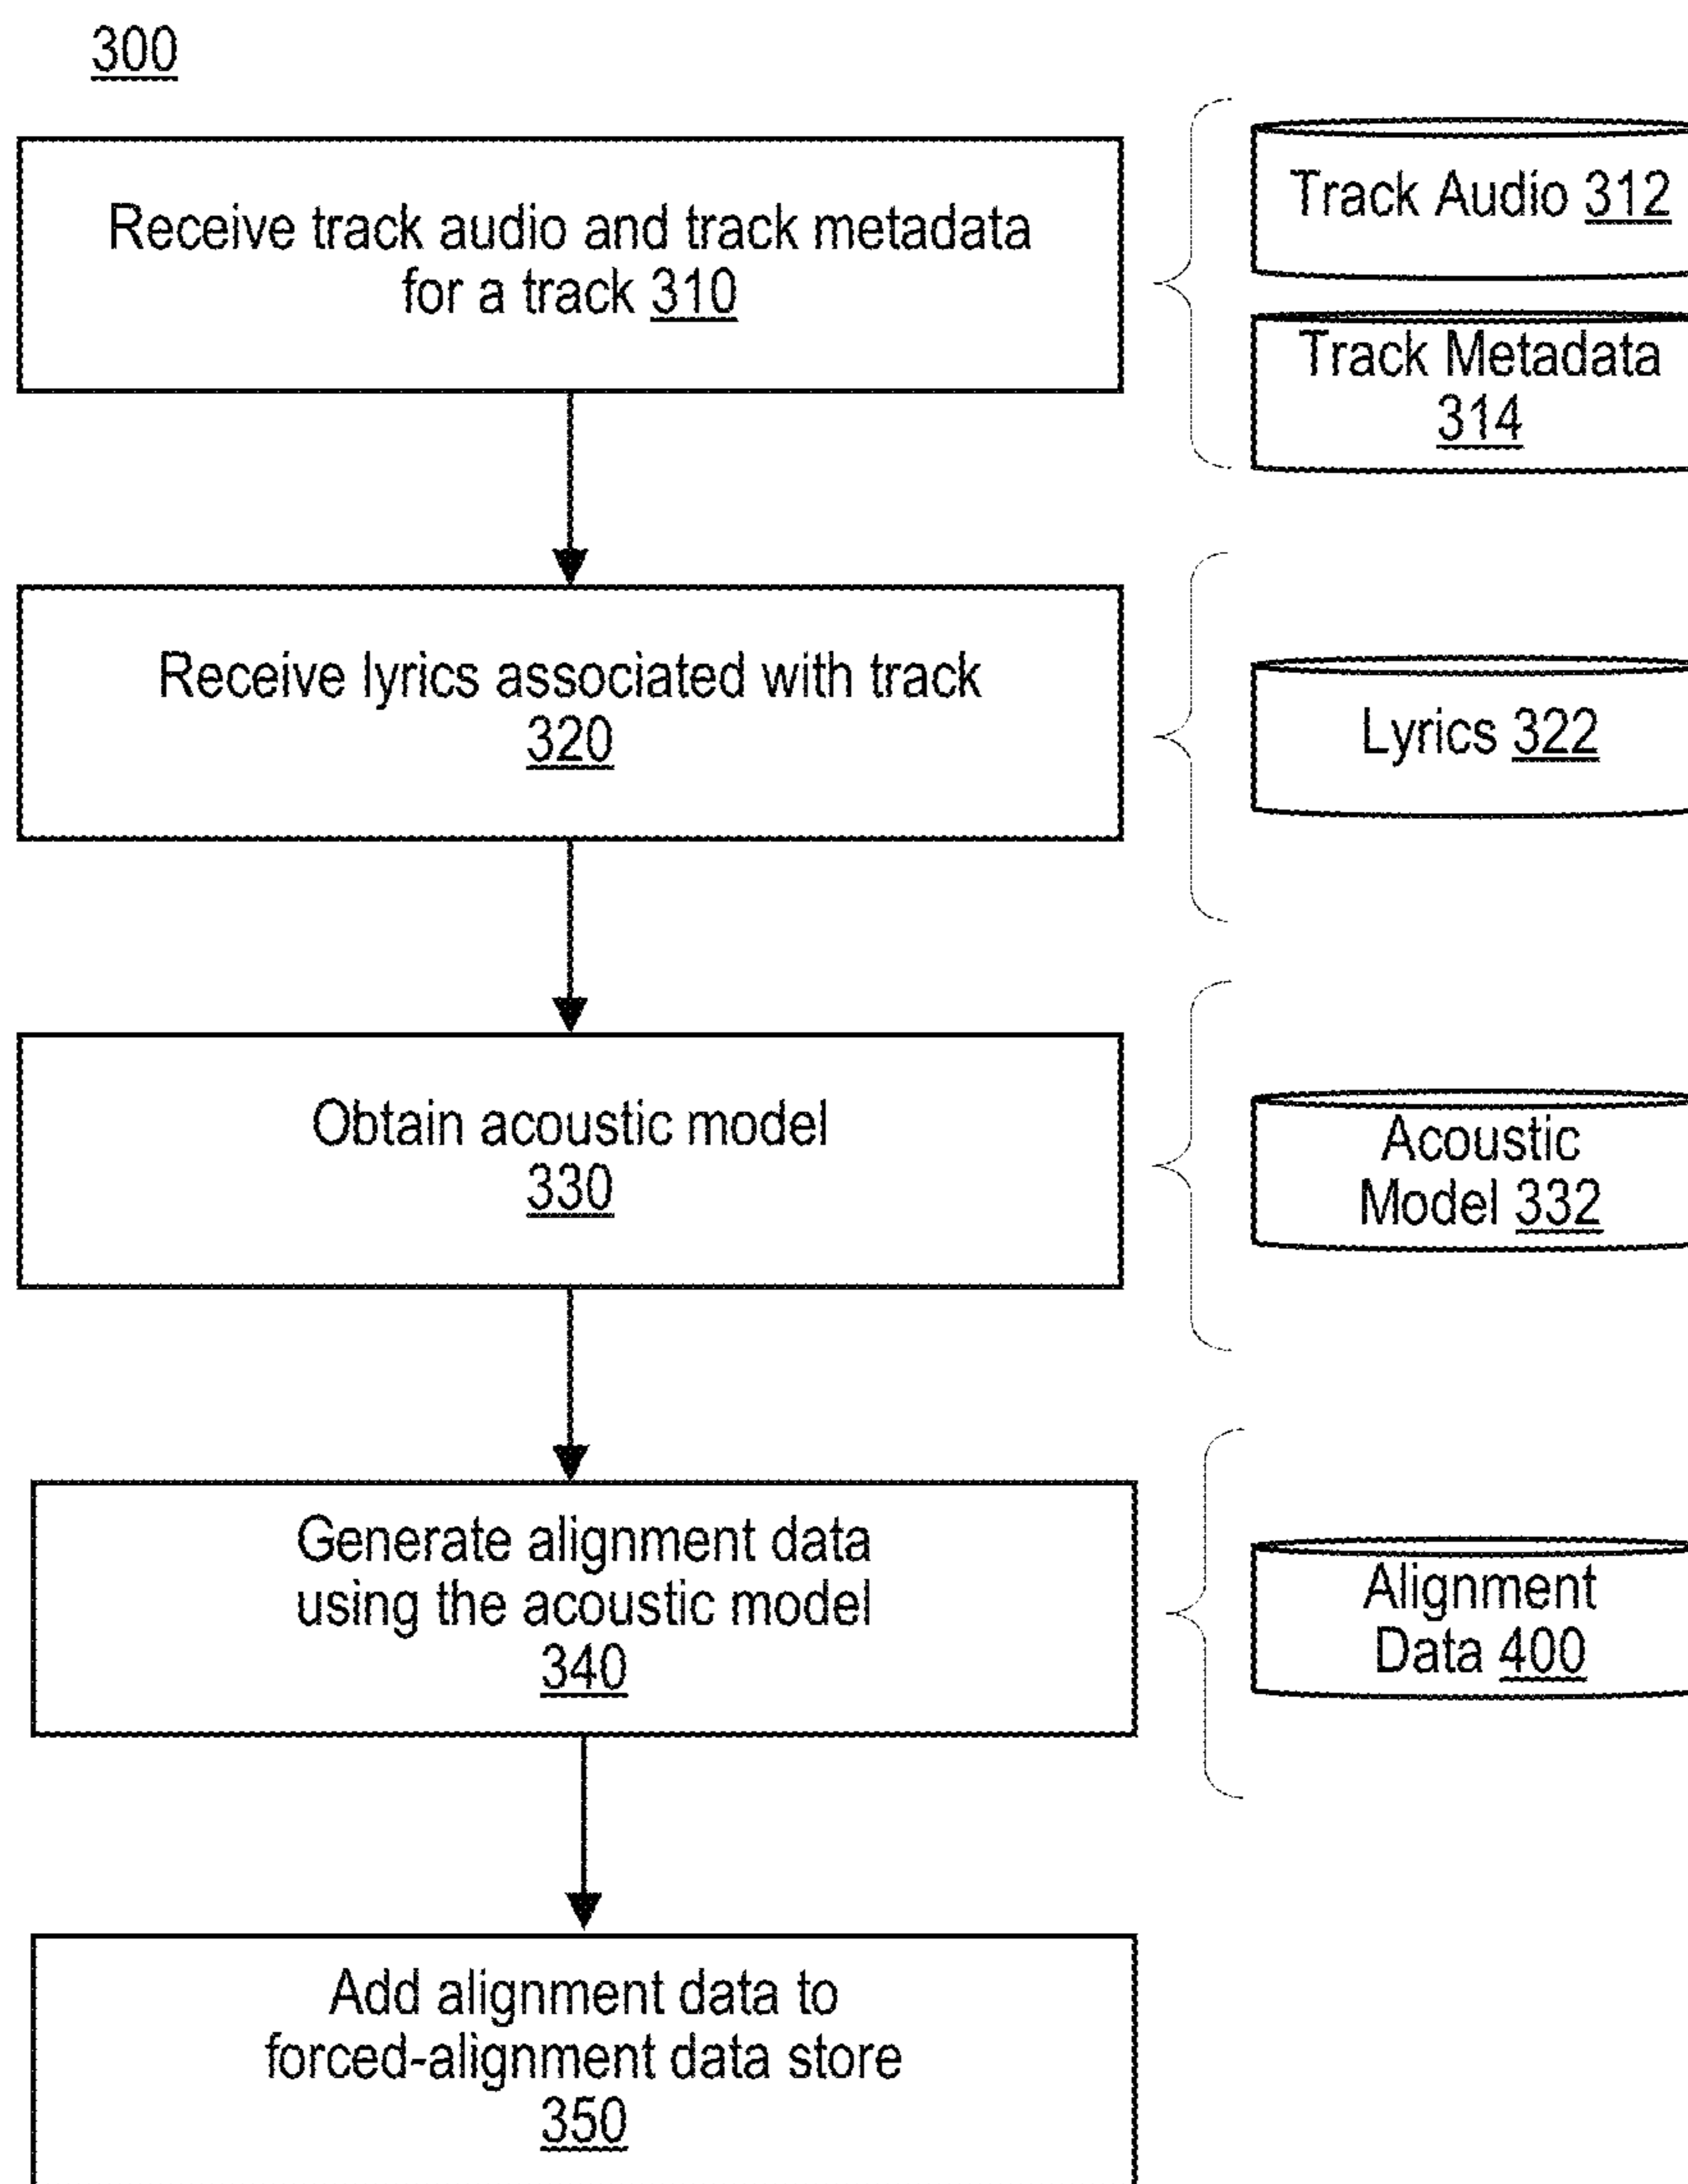 300
Receive track audio and track metadata
for a track 310
Track Audio 312
Track Metadata
314
Receive lyrics associated with track
320
Lyrics 322
Obtain acoustic model
330
Acoustic
Model 332
Generate alignment data
using the acoustic model
340
Alignment
Data 400
Add alignment data to
forced-alignment data store
350